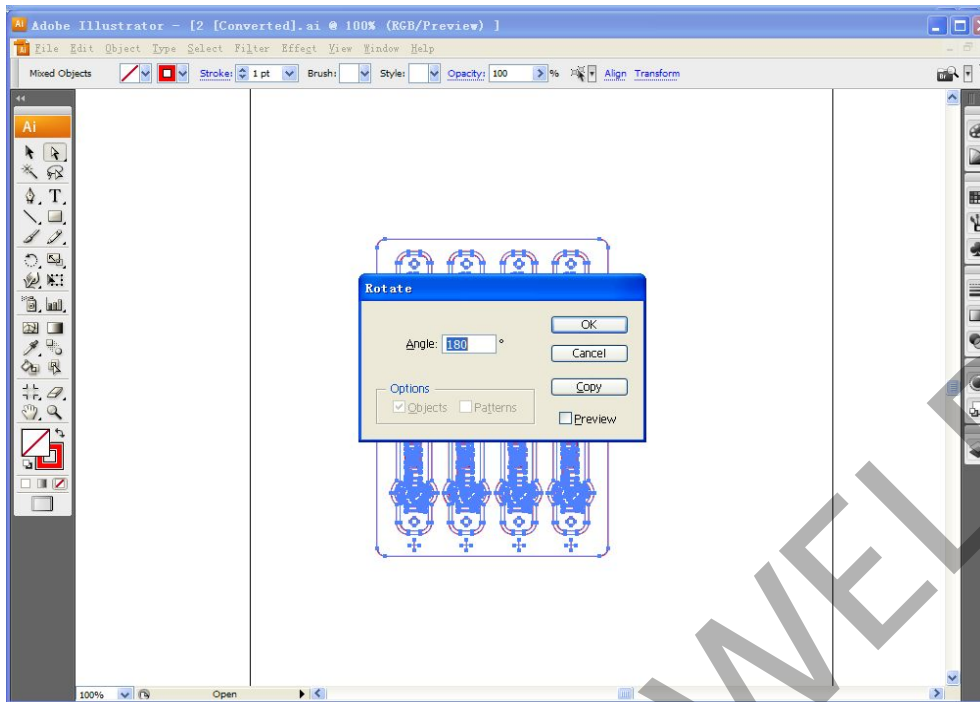 Adobe Illustrator - [2 [Converted].ai @ 100% (RGB/Preview) ]
File Edit Object Type Select Filter Effect View Window Help
Mixed Objects Stroke: 1 pt Brush: Style: Opacity: 100 % Align Transform
Ai
T
Rotate
Angle: 180 °
OK
Cancel
Options
Objects Patterns
Copy
Preview
100% Open